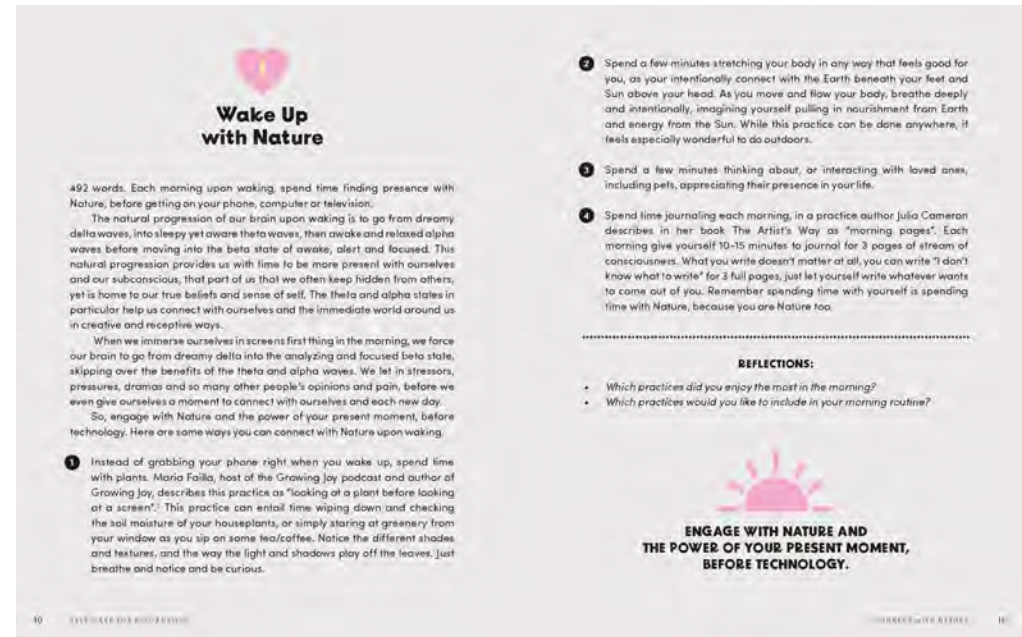 1
Wake Up
with Nature
492 words. Each morning upon waking, spend time finding presence with
Nature, before getting on your phone, computer or television.
The natural progression of our brain upon waking is to go from dreamy
delta waves, into sleepy yet aware theta waves, then awake and relaxed alpha
waves before moving into the beta state of awake, alert and focused. This
natural progression provides us with time to be more present with ourselves
and our subconscious, that part of us that we often keep hidden from others,
yet is home to our true beliefs and sense of self. The theta and alpha states in
particular help us connect with ourselves and the immediate world around us
in creative and receptive ways.
When we immerse ourselves in screens first thing in the morning, we force
our brain to go from dreamy delta into the analyzing and focused beta state,
skipping over the benefits of the theta and alpha waves. We let in stressors,
pressures, dramas and so many other people's opinions and pain, before we
even give ourselves a moment to connect with ourselves and each new day.
So, engage with Nature and the power of your present moment, before
technology. Here are some ways you can connect with Nature upon waking.
1 Instead of grabbing your phone right when you wake up, spend time
with plants. Maria Failla, host of the Growing Joy podcast and author of
Growing Joy, describes this practice as "looking at a plant before looking
at a screen". This practice can entail time wiping down and checking
the soil moisture of your houseplants, or simply staring at greenery from
your window as you sip on some tea/coffee. Notice the different shades
and textures, and the way the light and shadows play off the leaves. Just
breathe and notice and be curious.
10
2 Spend a few minutes stretching your body in any way that feels good for
you, as your intentionally connect with the Earth beneath your feet and
Sun above your head. As you move and flow your body, breathe deeply
and intentionally, imagining yourself pulling in nourishment from Earth
and energy from the Sun. While this practice can be done anywhere, if
feels especially wonderful to do outdoors.
3 Spend a few minutes thinking about, or interacting with loved ones,
including pets, appreciating their presence in your life.
4 Spend time journaling each morning, in a practice author Julia Cameron
describes in her book The Artist's Way as "morning pages". Each
morning give yourself 10-15 minutes to journal for 3 pages of stream of
consciousness. What you write doesn't matter at all, you can write "I don't
know what to write" for 3 full pages, just let yourself write whatever wants
to come out of you. Remember spending time with yourself is spending
time with Nature, because you are Nature too.
REFLECTIONS:
• Which practices did you enjoy the most in the morning?
• Which practices would you like to include in your morning routine?
ENGAGE WITH NATURE AND
THE POWER OF YOUR PRESENT MOMENT,
BEFORE TECHNOLOGY.
CONNECT WITH NATURE 11